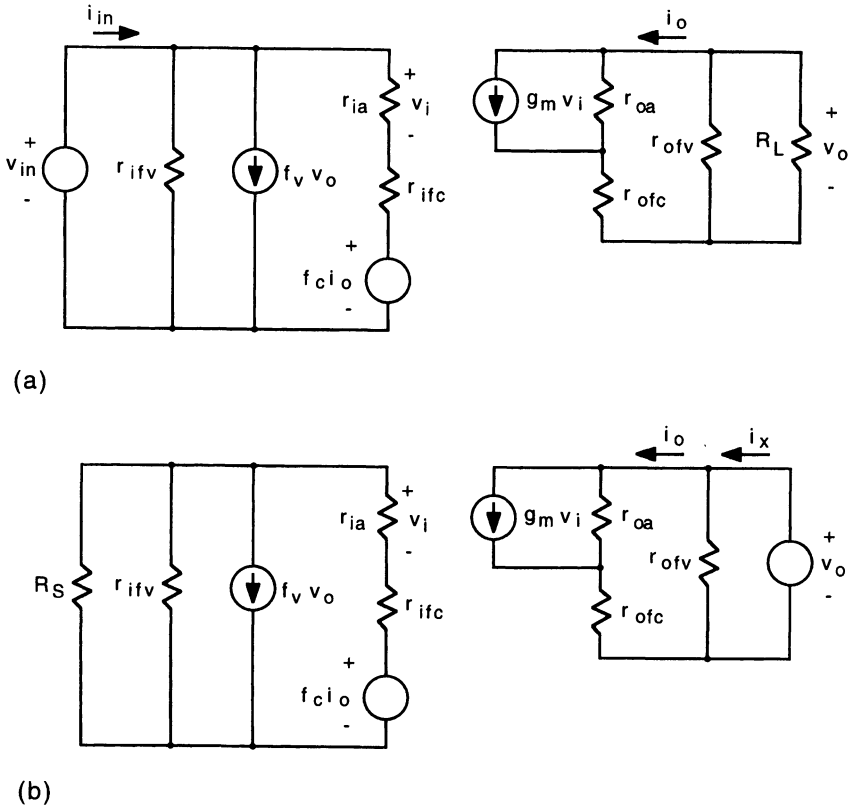 i in
i o
+
v in
-
r ifv
f v v o
r ia
+
v i
-
r ifc
+
f c i o
-
g m v i
r oa
r ofc
r ofv
R L
+
v o
-
(a)
i o
i x
R S
r ifv
f v v o
r ia
+
v i
-
r ifc
+
f c i o
-
g m v i
r oa
r ofc
r ofv
+
v o
-
(b)